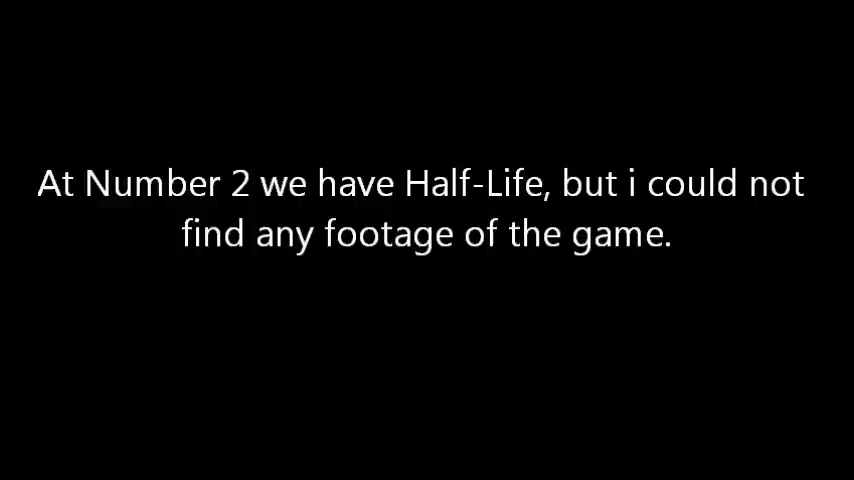 At Number 2 we have Half-Life, but i could not
find any footage of the game.